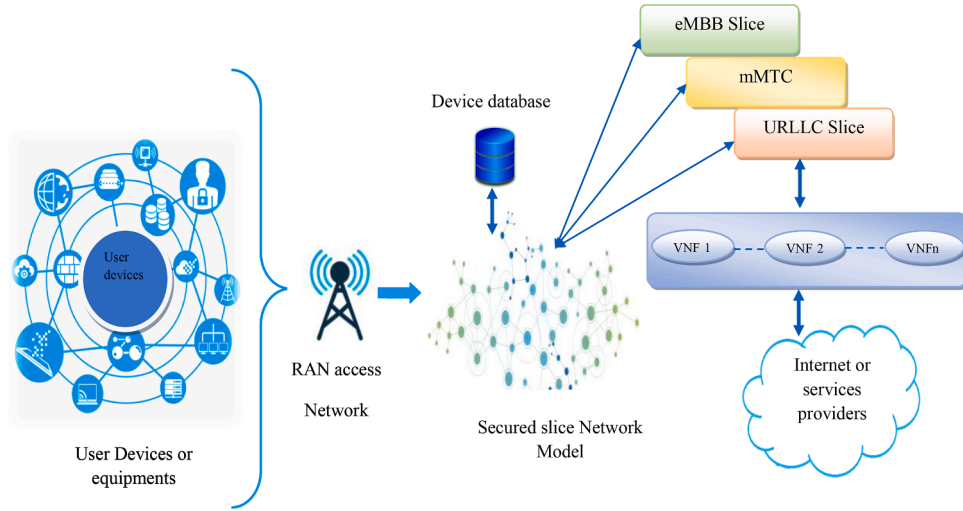 eMBB Slice
mMTC
URLLC Slice
Device database
User
devices
VNF 1
VNF 2
VNFn
RAN access
Network
Internet or
services
providers
Secured slice Network
Model
User Devices or
equipments